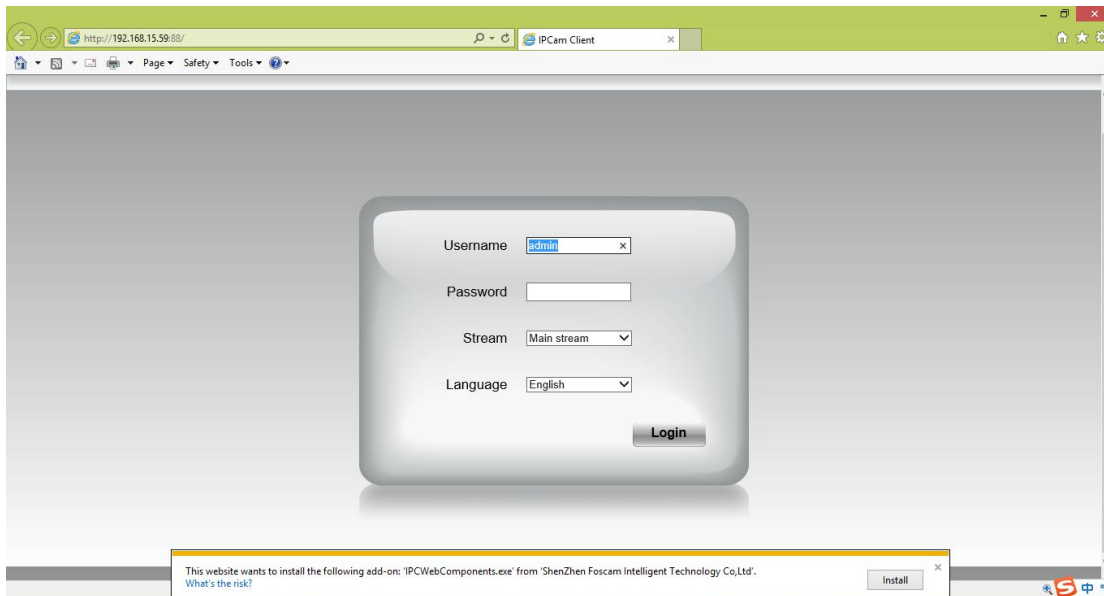 http://192.168.15.59:88/
IPCam Client
Page Safety Tools
Username admin
Password
Stream Main stream
Language English
Login
This website wants to install the following add-on: 'IPCWebComponents.exe' from 'ShenZhen Foscam Intelligent Technology Co,Ltd'.
What's the risk?
Install
中